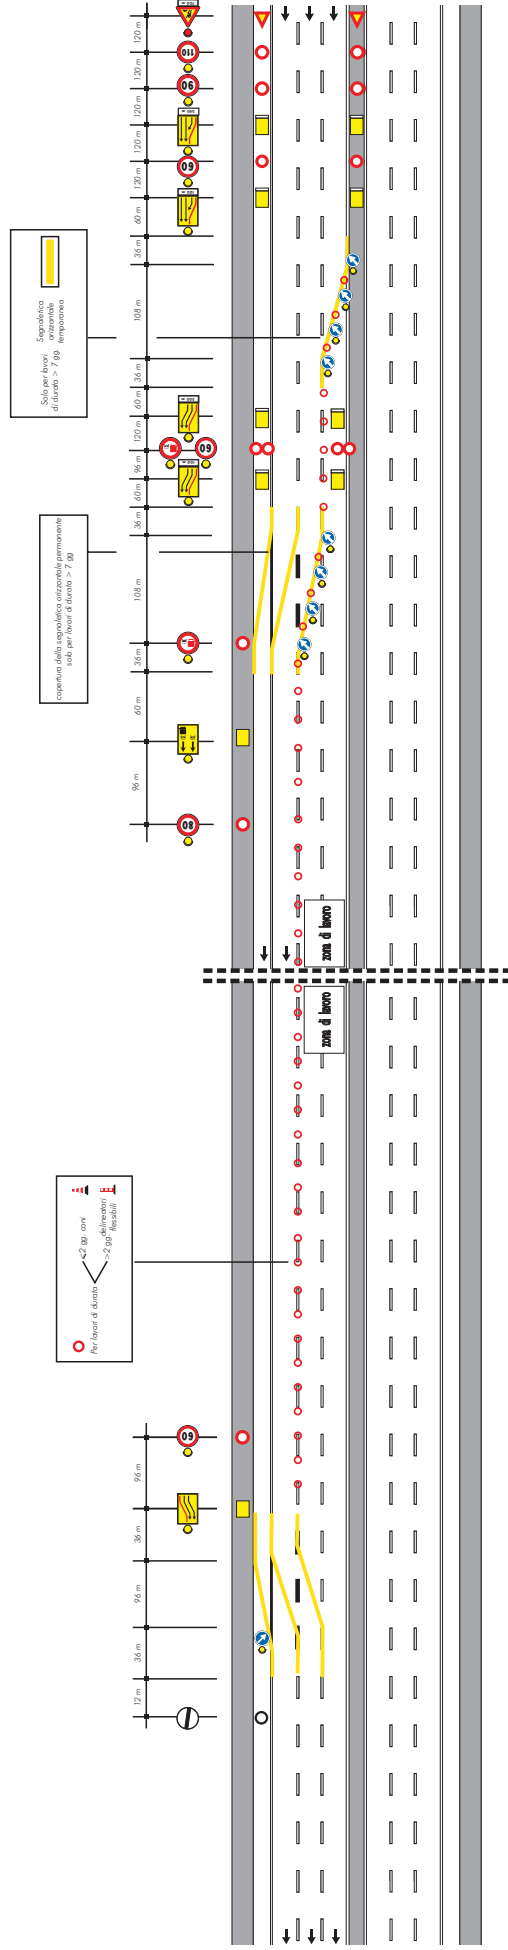 120 m
110
120 m
90
120 m
120 m
60
120 m
60 m
36 m
Segnaletica
orizzontale
temporanea
Solo per lavori
di durata > 7 gg.
108 m
36 m
60 m
120 m
60
96 m
60 m
36 m
copertura della segnaletica orizzontale permanente
solo per lavori di durata > 7 gg
108 m
36 m
60 m
96 m
80
zona di lavoro
zona di lavoro
Per lavori di durata
<2 gg. coni
>2 gg. delineatori
flessibili
60
96 m
36 m
96 m
36 m
12 m